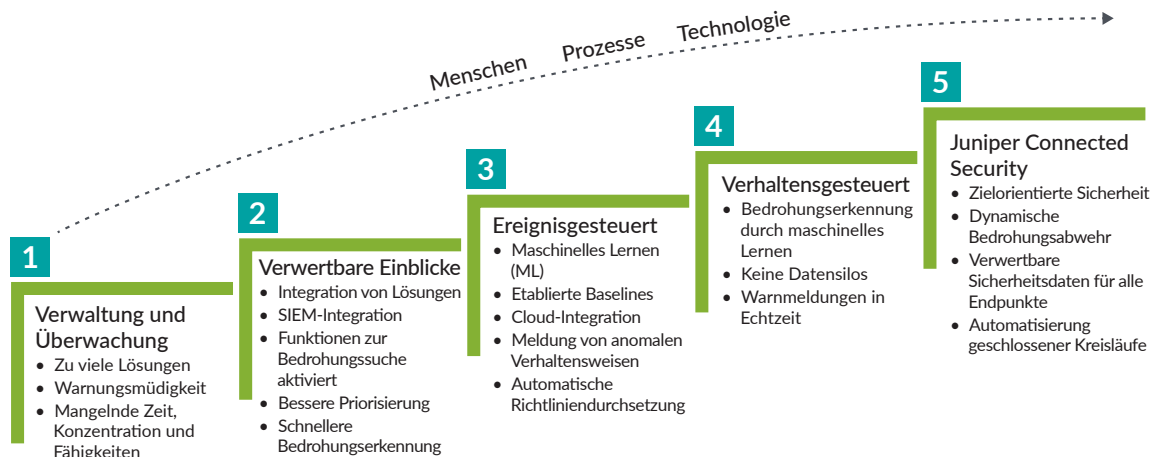 Menschen Prozesse Technologie
1
Verwaltung und
Überwachung
• Zu viele Lösungen
• Warnungsmüdigkeit
• Mangelnde Zeit,
Konzentration und
Fähigkeiten
2
Verwertbare Einblicke
• Integration von Lösungen
• SIEM-Integration
• Funktionen zur
Bedrohungssuche
aktiviert
• Bessere Priorisierung
• Schnellere
Bedrohungserkennung
3
Ereignisgesteuert
• Maschinelles Lernen
(ML)
• Etablierte Baselines
• Cloud-Integration
• Meldung von anomalen
Verhaltensweisen
• Automatische
Richtliniendurchsetzung
4
Verhaltensgesteuert
• Bedrohungserkennung
durch maschinelles
Lernen
• Keine Datensilos
• Warnmeldungen in
Echtzeit
5
Juniper Connected
Security
• Zielorientierte Sicherheit
• Dynamische
Bedrohungsabwehr
• Verwertbare
Sicherheitsdaten für alle
Endpunkte
• Automatisierung
geschlossener Kreisläufe